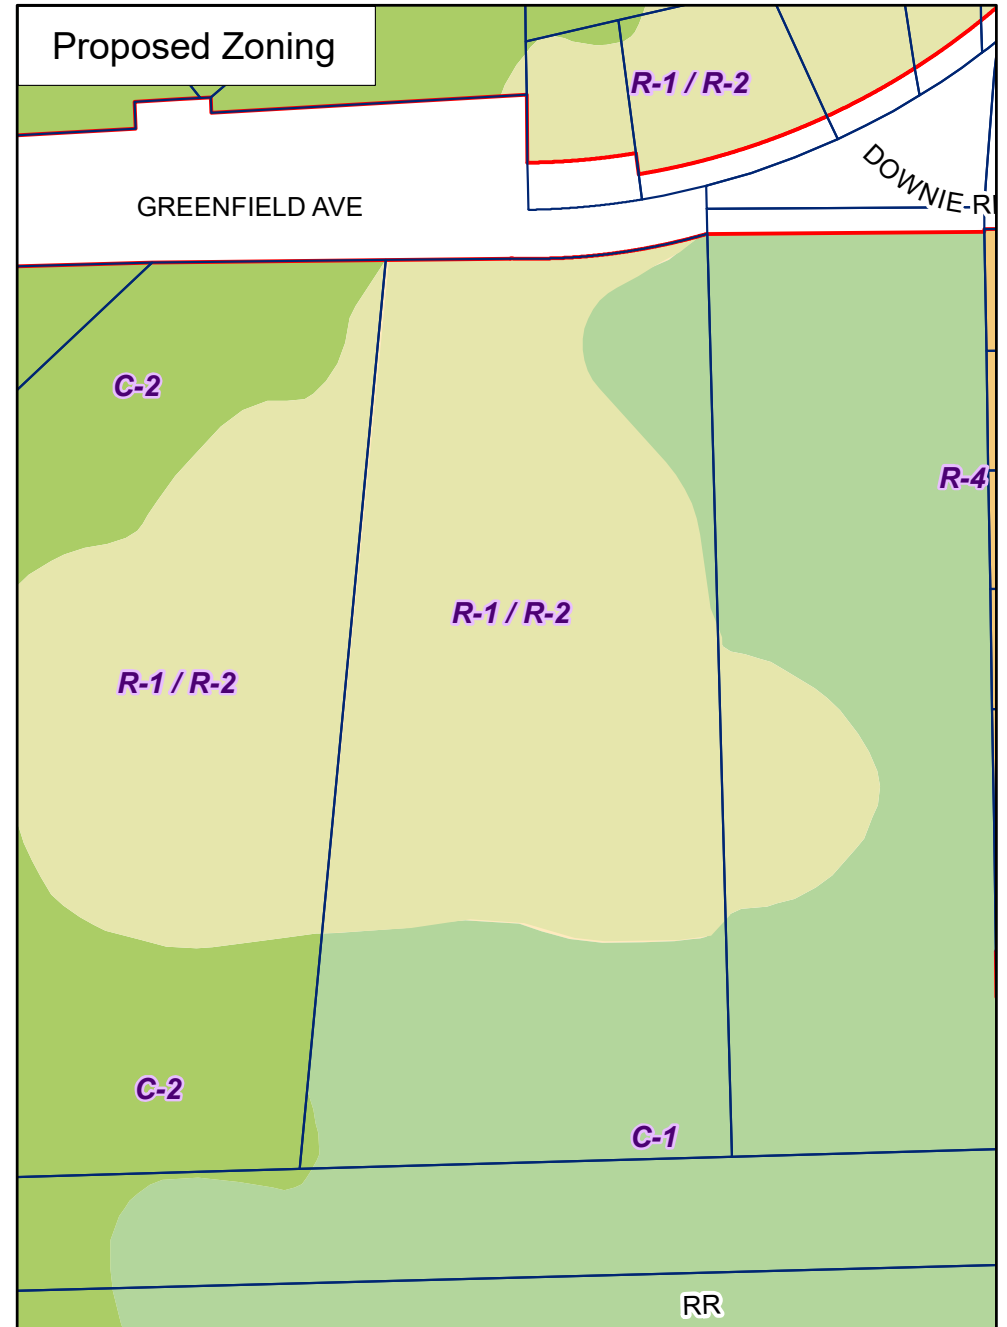 Proposed Zoning
R-1 / R-2
DOWNIE-R
GREENFIELD AVE
C-2
R-4
R-1 / R-2
R-1 / R-2
C-2
C-1
RR